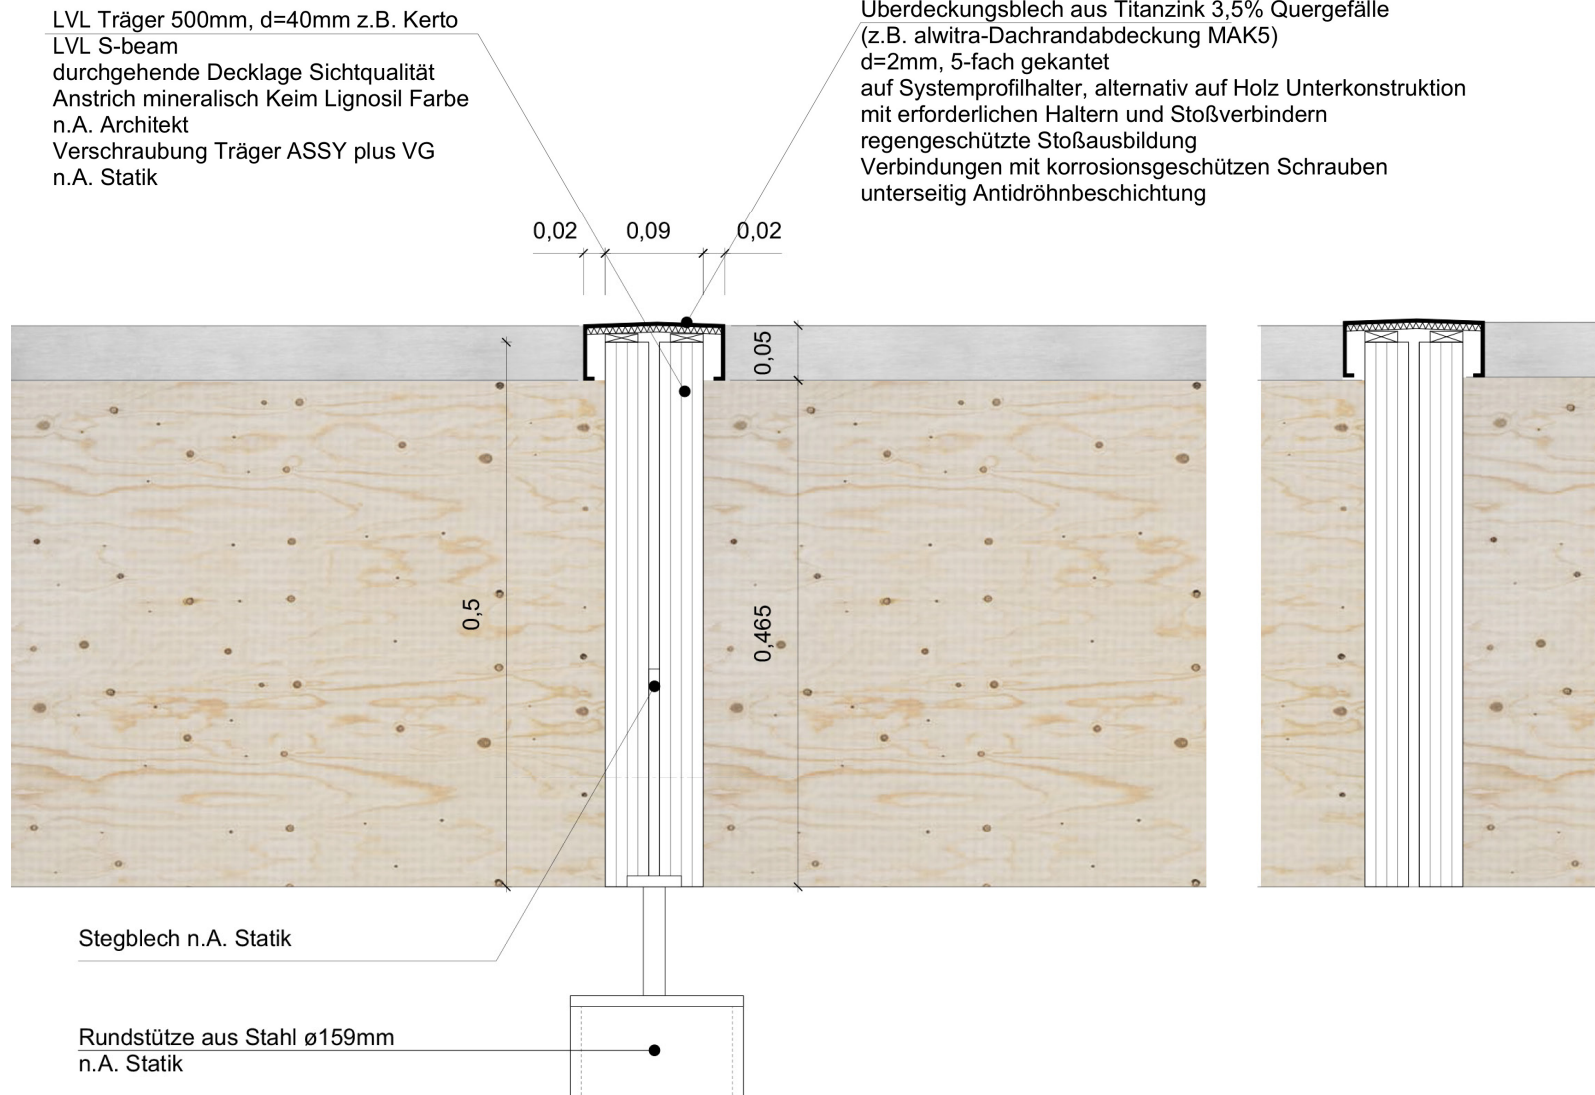 LVL Träger 500mm, d=40mm z.B. Kerto
LVL S-beam
durchgehende Decklage Sichtqualität
Anstrich mineralisch Keim Lignosil Farbe
n.A. Architekt
Verschraubung Träger ASSY plus VG
n.A. Statik
Überdeckungsblech aus Titanzink 3,5% Quergefälle
(z.B. alwitra-Dachrandabdeckung MAK5)
d=2mm, 5-fach gekantet
auf Systemprofilhalter, alternativ auf Holz Unterkonstruktion
mit erforderlichen Haltern und Stoßverbindern
regengeschützte Stoßausbildung
Verbindungen mit korrosionsgeschützen Schrauben
unterseitig Antidröhnbeschichtung
0,02
0,09
0,02
0,05
0,5
0,465
Stegblech n.A. Statik
Rundstütze aus Stahl ø159mm
n.A. Statik